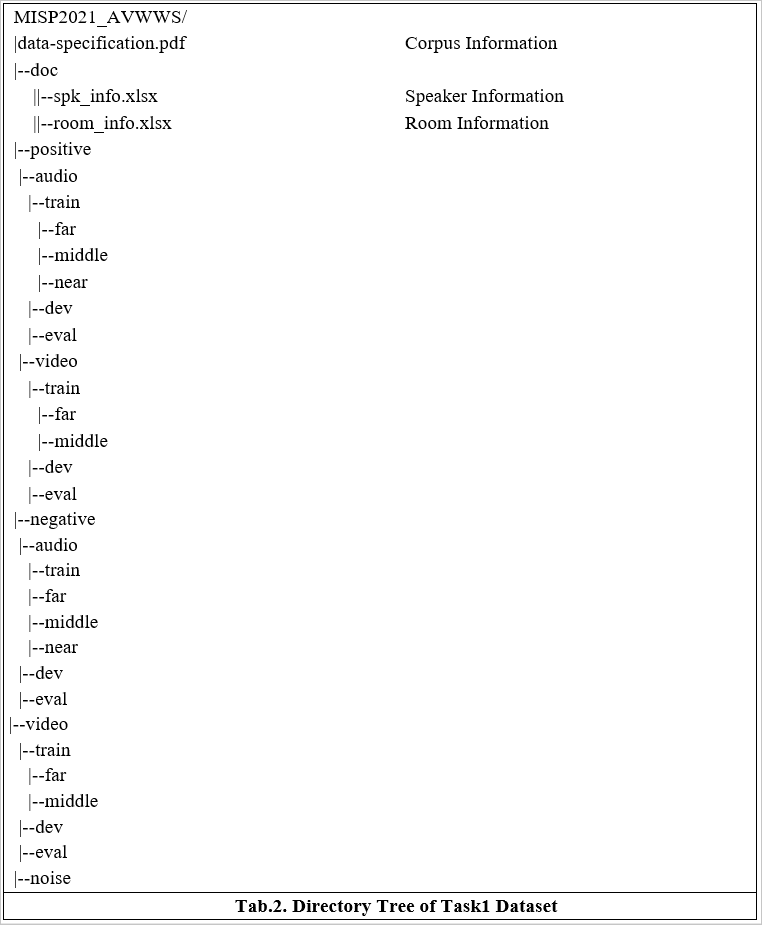 MISP2021_AVWWS/
|data-specification.pdf Corpus Information
|--doc
||--spk_info.xlsx Speaker Information
||--room_info.xlsx Room Information
|--positive
|--audio
|--train
|--far
|--middle
|--near
|--dev
|--eval
|--video
|--train
|--far
|--middle
|--dev
|--eval
|--negative
|--audio
|--train
|--far
|--middle
|--near
|--dev
|--eval
|--video
|--train
|--far
|--middle
|--dev
|--eval
|--noise
Tab.2. Directory Tree of Task1 Dataset